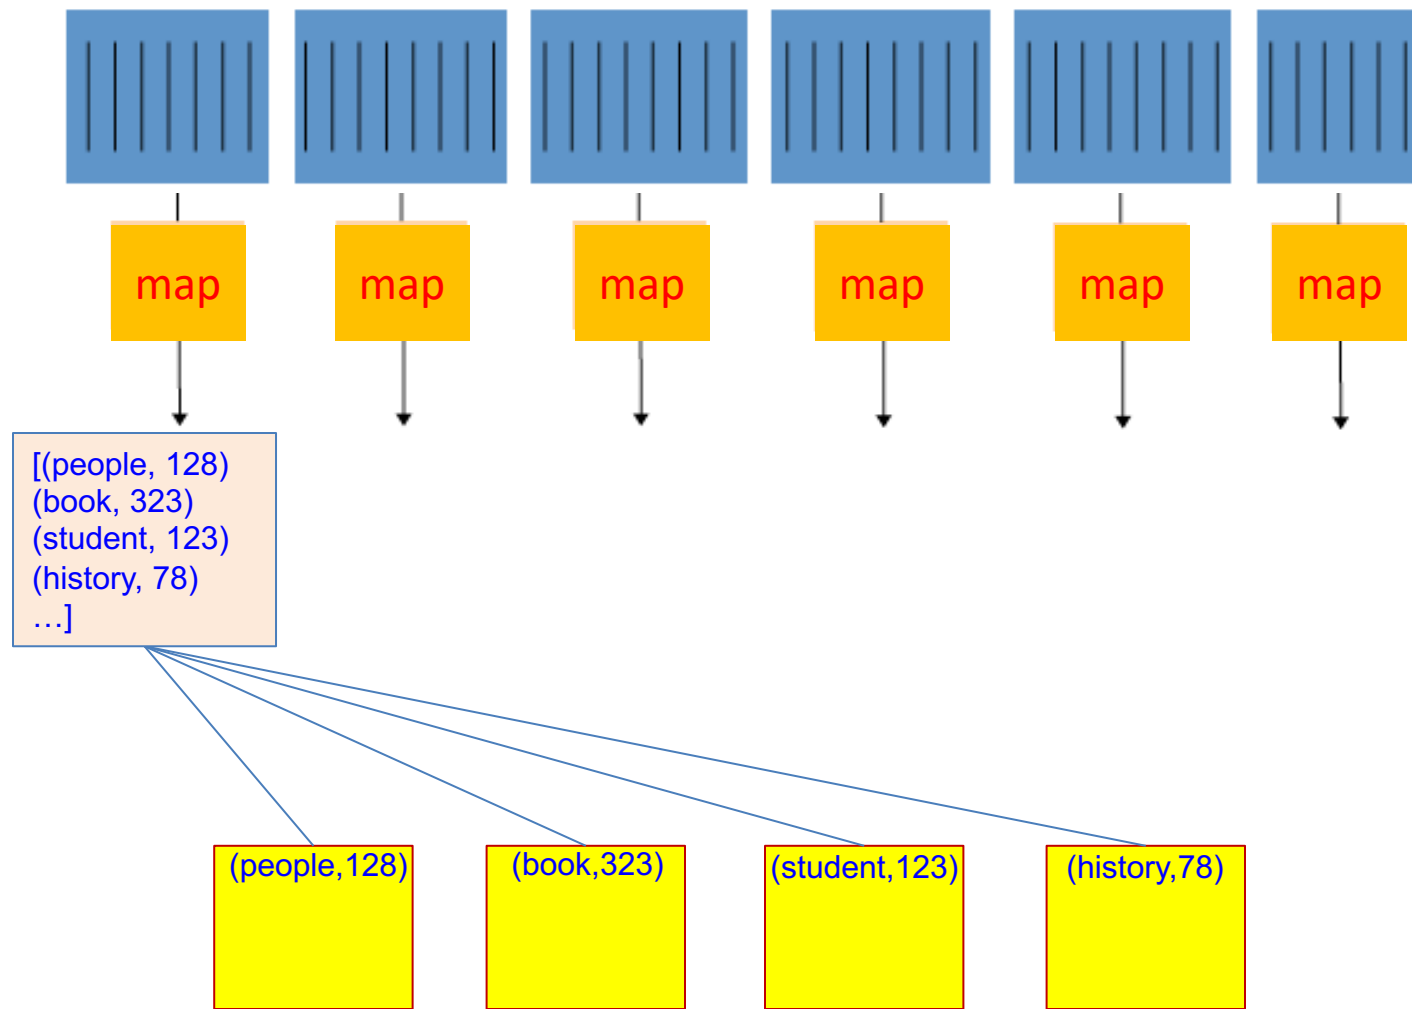 map
map
map
map
map
map
[(people, 128)
(book, 323)
(student, 123)
(history, 78)
…]
(people,128)
(book,323)
(student,123)
(history,78)